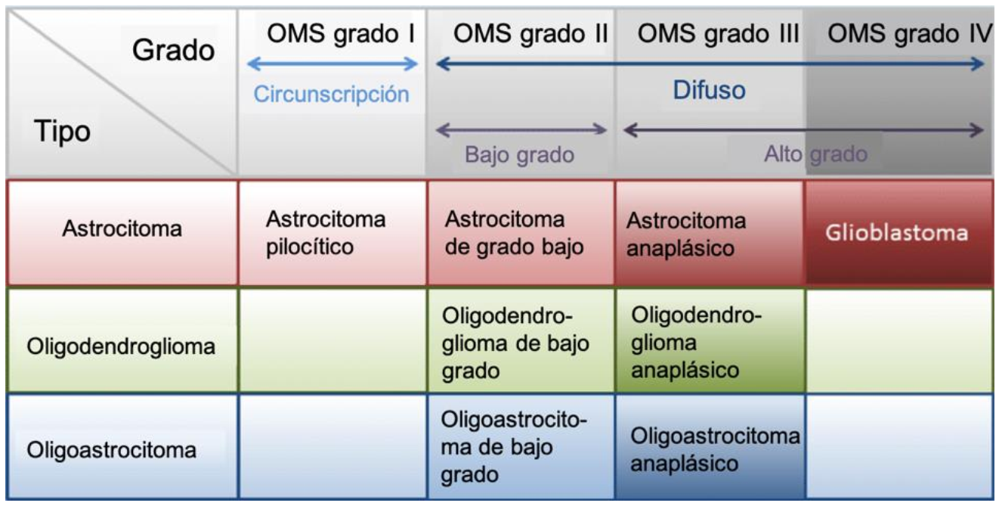 Grado
Tipo
OMS grado I
OMS grado II
OMS grado III
OMS grado IV
Circunscripción
Difuso
Bajo grado
Alto grado
Astrocitoma
Astrocitoma
pilocítico
Astrocitoma
de grado bajo
Astrocitoma
anaplásico
Glioblastoma
Oligodendroglioma
Oligodendro-
glioma de bajo
grado
Oligodendro-
glioma
anaplásico
Oligoastrocitoma
Oligoastrocito-
ma de bajo
grado
Oligoastrocitoma
anaplásico